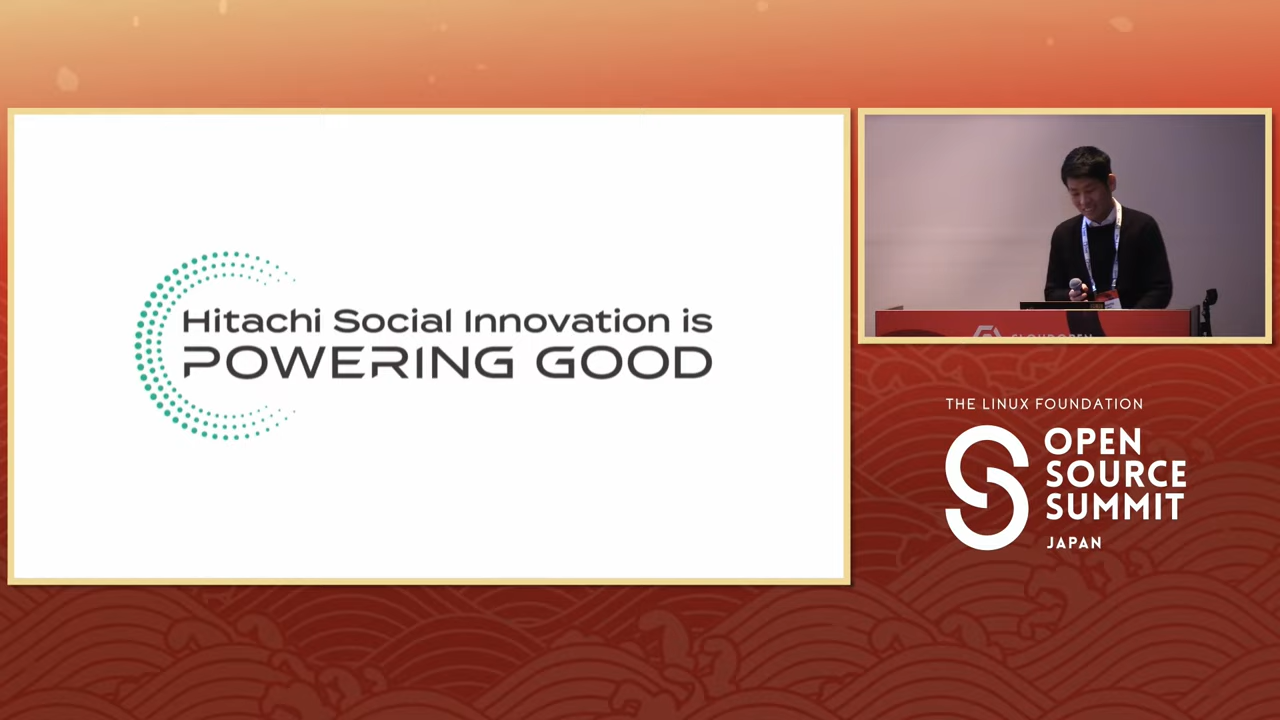 Hitachi Social Innovation is
POWERING GOOD
THE LINUX FOUNDATION
OPEN
SOURCE
SUMMIT
JAPAN